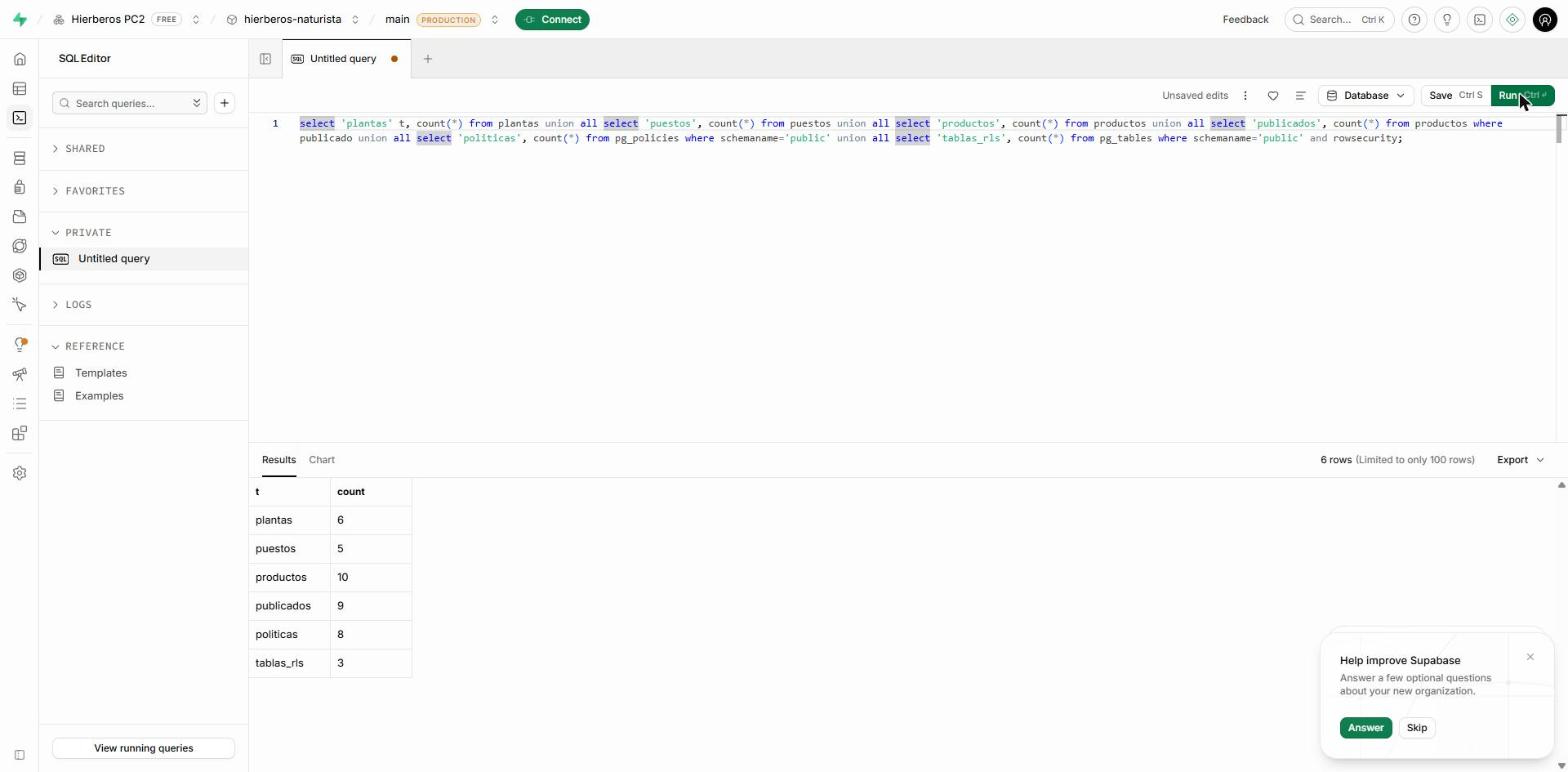 Hierberos PC2 FREE / hierberos-naturista / main PRODUCTION Connect Feedback Search... Ctrl K
SQL Editor
Untitled query
Search queries...
Unsaved edits Database Save Ctrl S Run Ctrl ↵
1 select 'plantas' t, count(*) from plantas union all select 'puestos', count(*) from puestos union all select 'productos', count(*) from productos union all select 'publicados', count(*) from productos where
publicado union all select 'politicas', count(*) from pg_policies where schemaname='public' union all select 'tablas_rls', count(*) from pg_tables where schemaname='public' and rowsecurity;
SHARED
FAVORITES
PRIVATE
SQL Untitled query
LOGS
REFERENCE
Templates
Examples
View running queries
Results Chart 6 rows (Limited to only 100 rows) Export
t count
plantas 6
puestos 5
productos 10
publicados 9
politicas 8
tablas_rls 3
Help improve Supabase
Answer a few optional questions
about your new organization.
Answer Skip